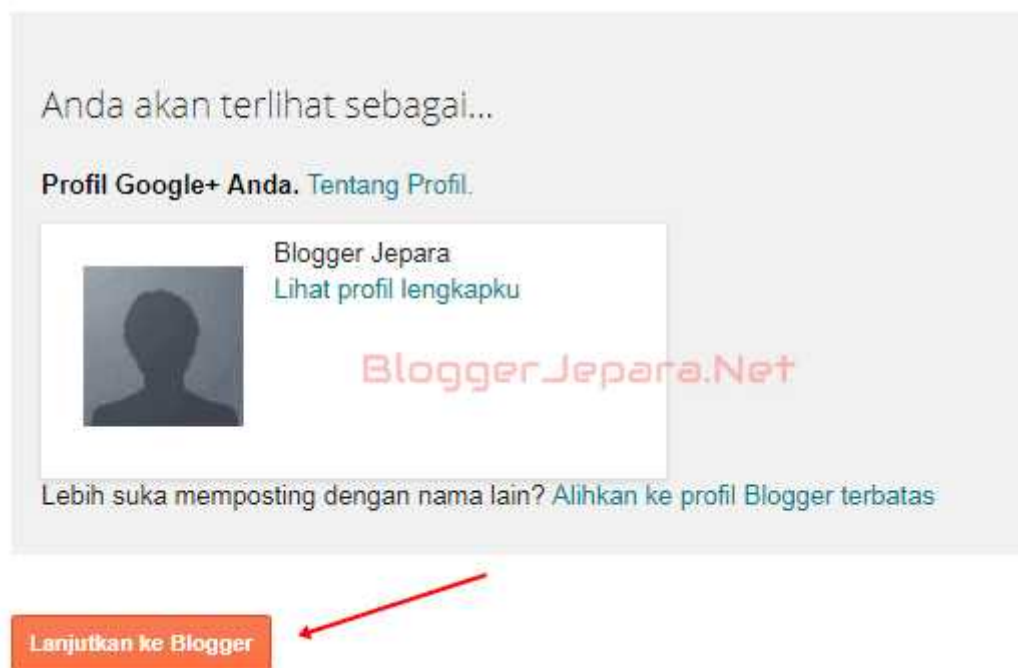 Anda akan terlihat sebagai...
Profil Google+ Anda. Tentang Profil.
Blogger Jepara
Lihat profil lengkapku
BloggerJepara.Net
Lebih suka memposting dengan nama lain? Alihkan ke profil Blogger terbatas
Lanjutkan ke Blogger